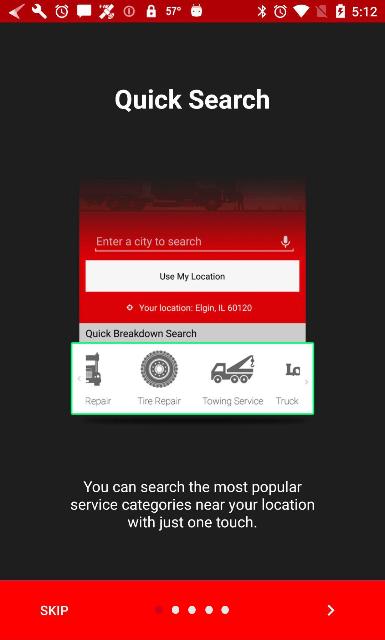 57° 5:12
Quick Search
Enter a city to search
Use My Location
Your location: Elgin, IL 60120
Quick Breakdown Search
Lo
Repair Tire Repair Towing Service Truck
You can search the most popular
service categories near your location
with just one touch.
SKIP